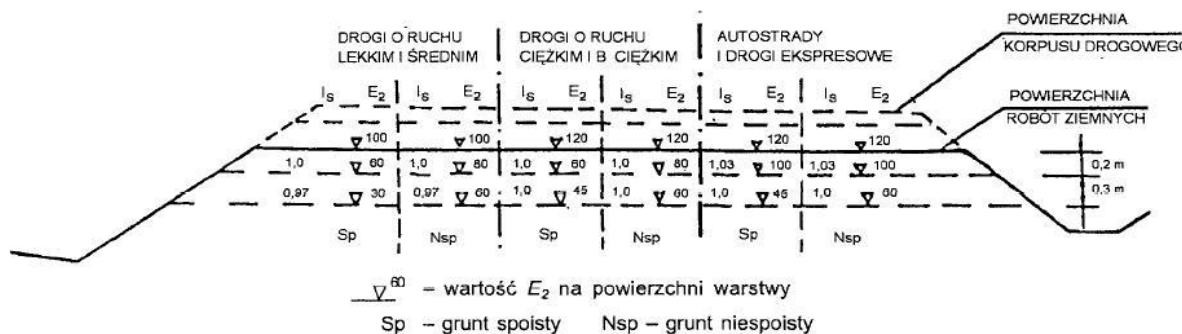 DROGI O RUCHU
LEKKIM I ŚREDNIM
DROGI O RUCHU
CIĘŻKIM I B CIĘŻKIM
AUTOSTRADY
I DROGI EKSPRESOWE
POWIERZCHNIA
KORPUSU DROGOWEGO
POWIERZCHNIA
ROBÓT ZIEMNYCH
IS E2 IS E2 IS E2 IS E2 IS E2 IS E2
100 100 120 120 120 120
1,0 60 1,0 80 1,0 60 1,0 80 1,03 100 1,03 100 0,2 m
0,97 30 0,97 60 1,0 45 1,0 60 1,0 45 1,0 60 0,3 m
Sp Nsp Sp Nsp Sp Nsp
60 – wartość E2 na powierzchni warstwy
Sp – grunt spoisty Nsp – grunt niespoisty